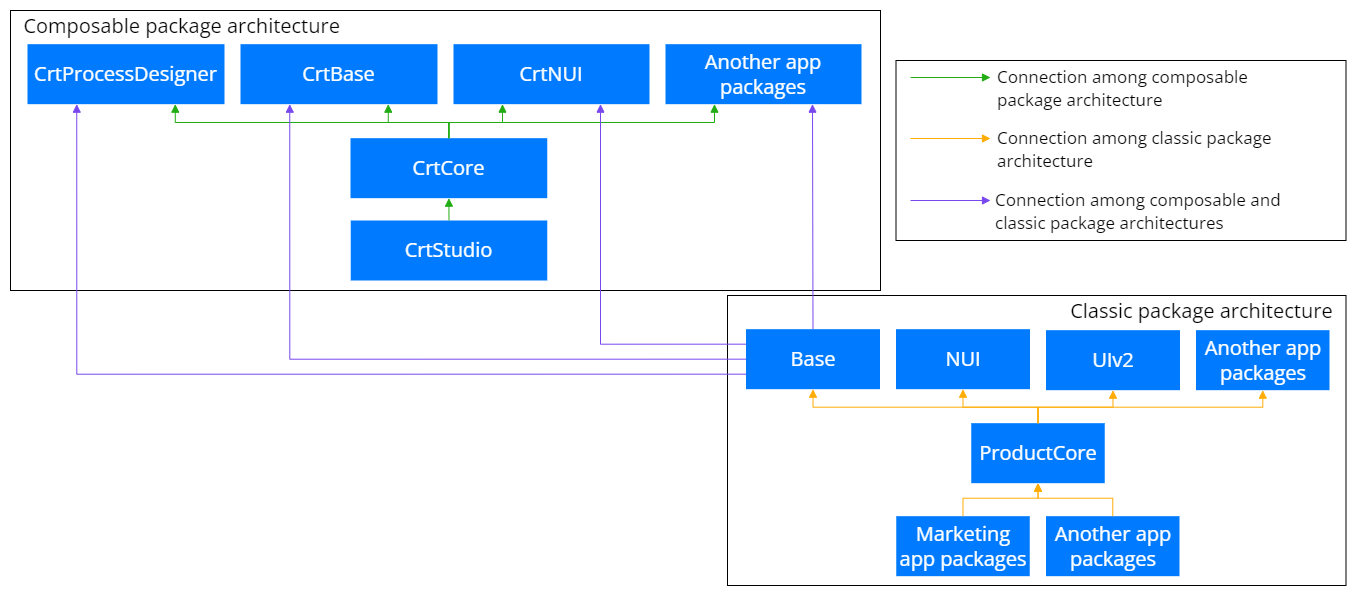 Composable package architecture
CrtProcessDesigner
CrtBase
CrtNUI
Another app
packages
CrtCore
CrtStudio
Connection among composable
package architecture
Connection among classic package
architecture
Connection among composable and
classic package architectures
Classic package architecture
Base
NUI
UIv2
Another app
packages
ProductCore
Marketing
app packages
Another app
packages